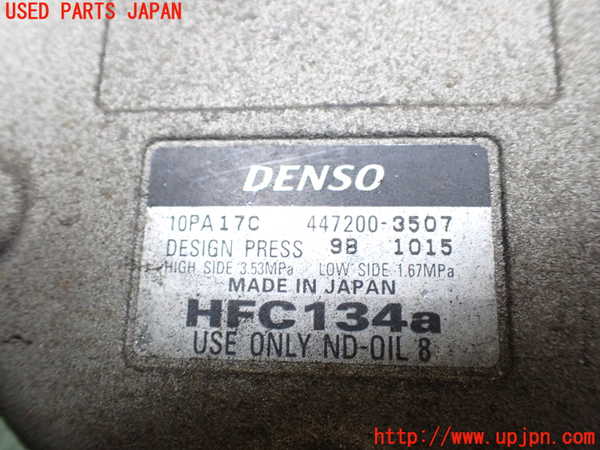 USED PARTS JAPAN
DENSO
10PA17C 447200-3507
DESIGN PRESS 98 1015
HIGH SIDE 3.53MPa LOW SIDE 1.67MPa
MADE IN JAPAN
HFC134a
USE ONLY ND-OIL 8
http://www.upjpn.com